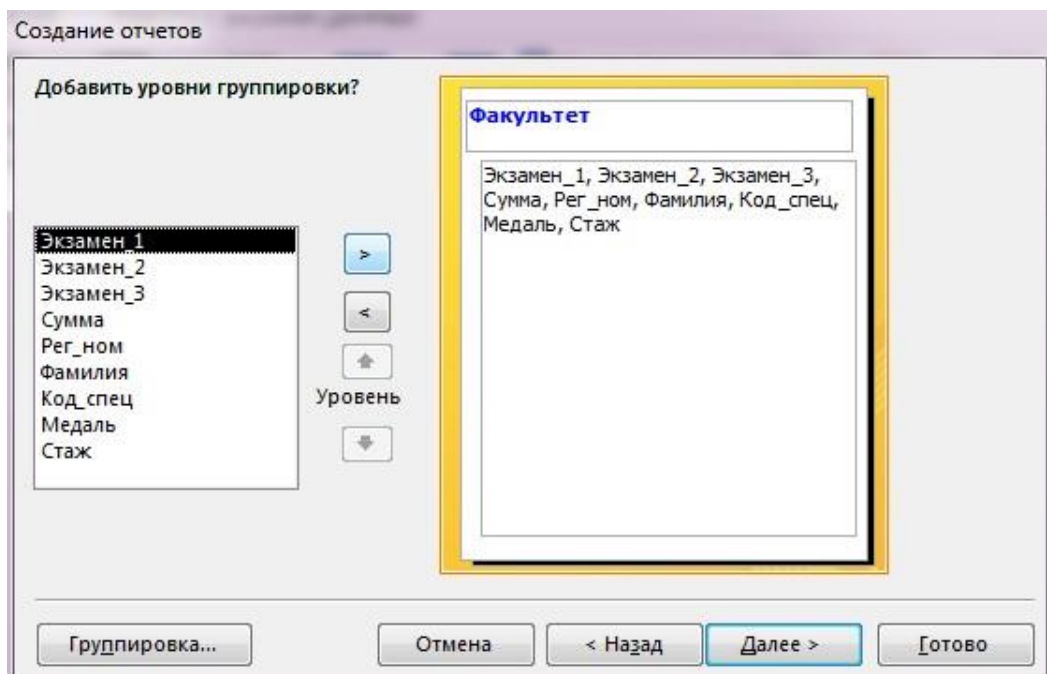 Создание отчетов
Добавить уровни группировки?
Экзамен_1
Экзамен_2
Экзамен_3
Сумма
Рег_ном
Фамилия
Код_спец
Медаль
Стаж
>
<
Уровень
Факультет
Экзамен_1, Экзамен_2, Экзамен_3,
Сумма, Рег_ном, Фамилия, Код_спец,
Медаль, Стаж
Группировка...
Отмена
< Назад
Далее >
Готово